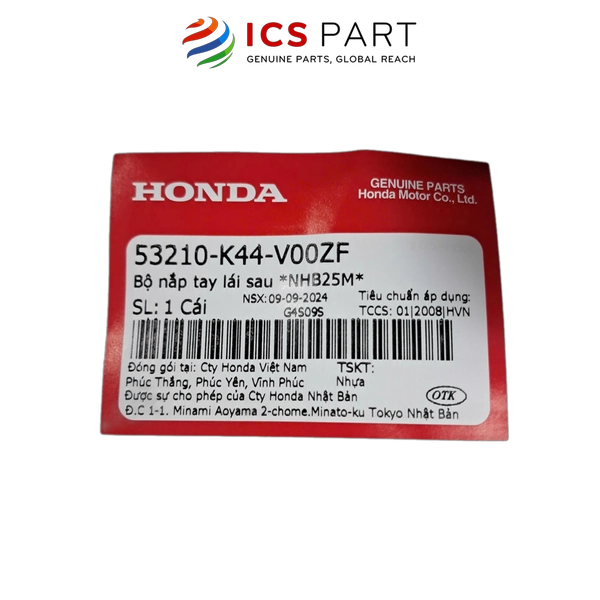 ICS PART
GENUINE PARTS, GLOBAL REACH
HONDA
GENUINE PARTS
Honda Motor Co., Ltd.
53210-K44-V00ZF
Bộ nắp tay lái sau *NHB25M*
SL: 1 Cái
NSX: 09-09-2024
G4S09S
Tiêu chuẩn áp dụng:
TCCS: 01|2008|HVN
Đóng gói tại: Cty Honda Việt Nam
TSKT:
Phúc Thắng, Phúc Yên, Vĩnh Phúc
Nhựa
Được sự cho phép của Cty Honda Nhật Bản
OTK
Đ.C 1-1. Minami Aoyama 2-chome.Minato-ku Tokyo Nhật Bản